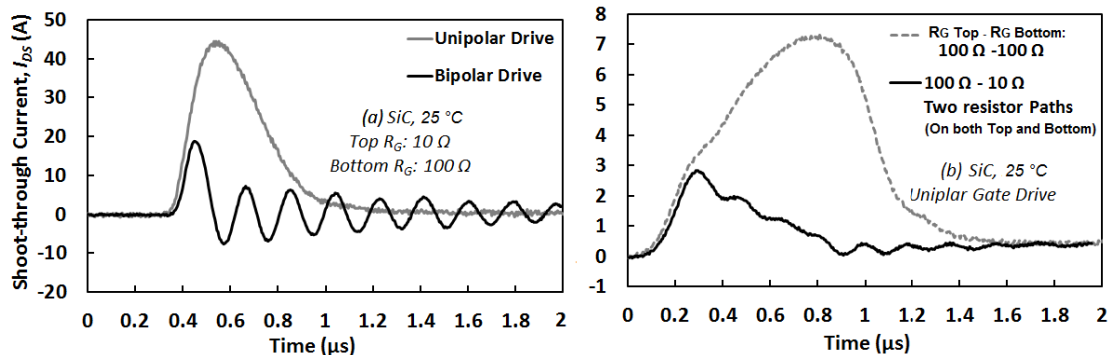 Shoot-through Current, I_DS (A)
50
40
30
20
10
0
-10
-20
Unipolar Drive
Bipolar Drive
(a) SiC, 25 °C
Top R_G: 10 Ω
Bottom R_G: 100 Ω
0 0.2 0.4 0.6 0.8 1 1.2 1.4 1.6 1.8 2
Time (µs)
8
7
6
5
4
3
2
1
0
-1
RG Top - RG Bottom:
100 Ω -100 Ω
100 Ω - 10 Ω
Two resistor Paths
(On both Top and Bottom)
(b) SiC, 25 °C
Uniplar Gate Drive
0 0.2 0.4 0.6 0.8 1 1.2 1.4 1.6 1.8 2
Time (µs)